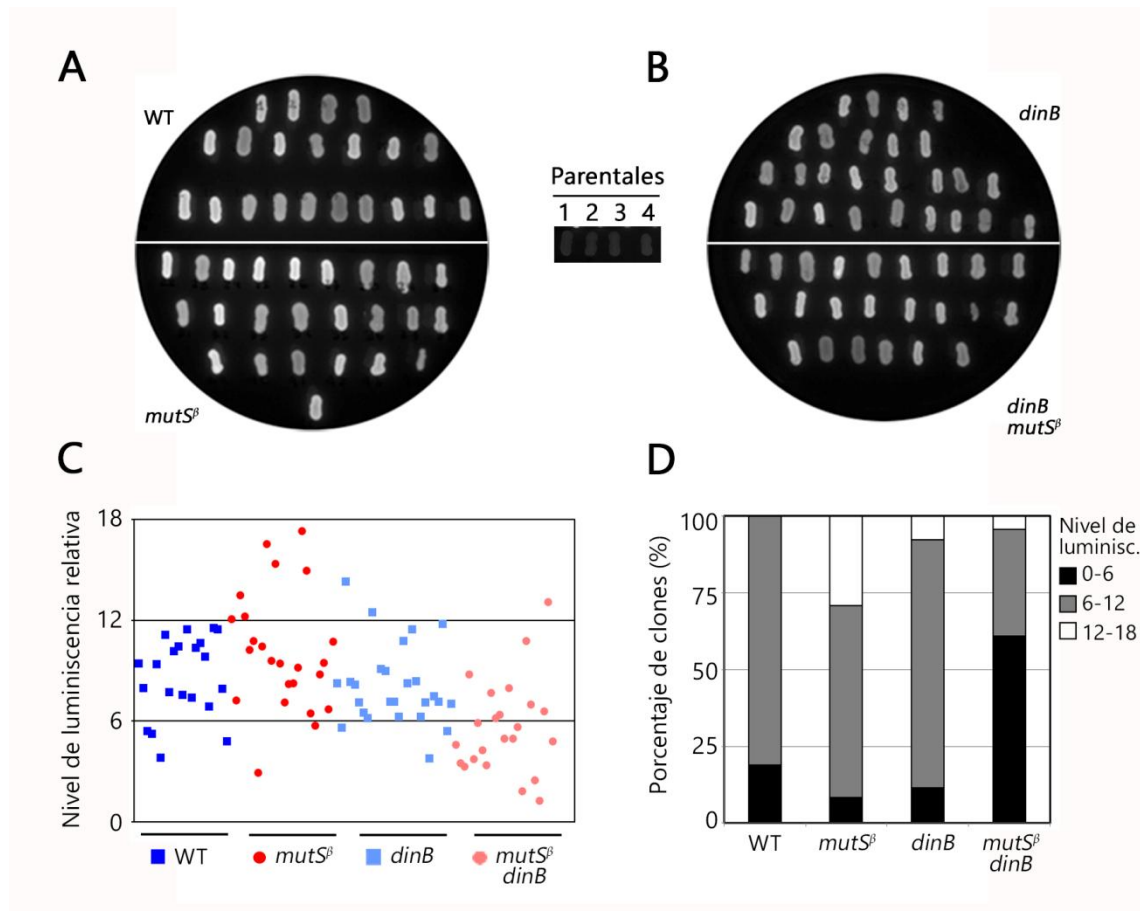 A
B
WT
dinB
Parentales
1 2 3 4
mutSᵝ
dinB
mutSᵝ
C
D
Nivel de luminiscencia relativa
18
12
6
0
WT
mutSᵝ
dinB
mutSᵝ
dinB
Porcentaje de clones (%)
100
75
50
25
0
WT
mutSᵝ
dinB
mutSᵝ
dinB
Nivel de
luminisc.
0-6
6-12
12-18